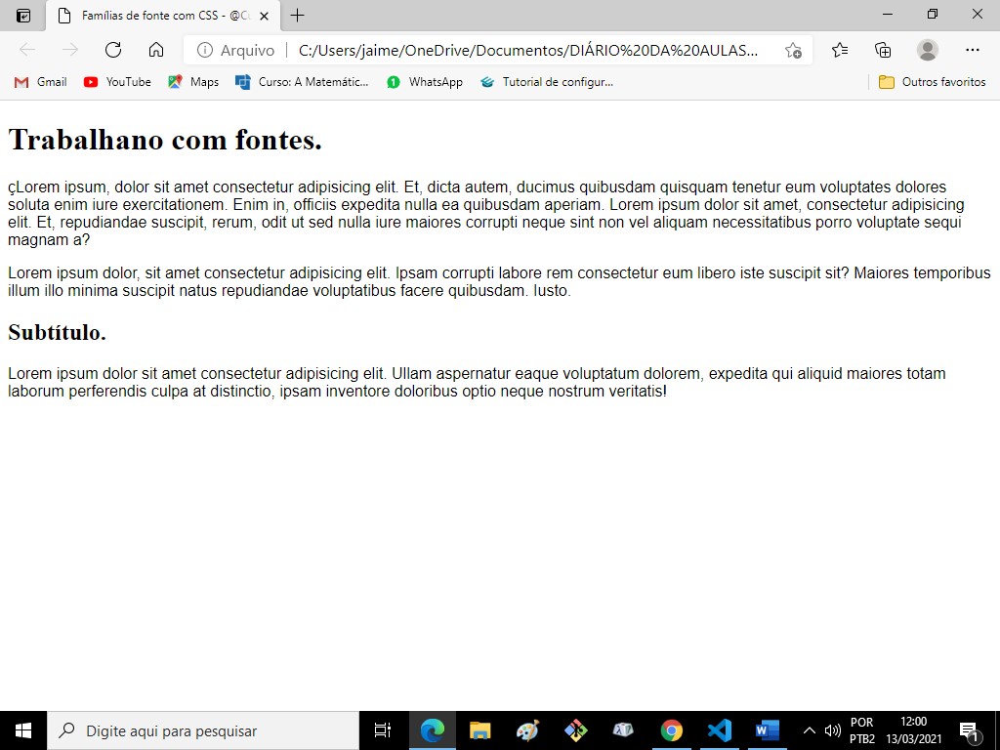 Famílias de fonte com CSS - @Cu
Arquivo
C:/Users/jaime/OneDrive/Documentos/DIÁRIO%20DA%20AULAS...
Gmail
YouTube
Maps
Curso: A Matemátic...
1
WhatsApp
Tutorial de configur...
Outros favoritos
Trabalhano com fontes.
çLorem ipsum, dolor sit amet consectetur adipisicing elit. Et, dicta autem, ducimus quibusdam quisquam tenetur eum voluptates dolores
soluta enim iure exercitationem. Enim in, officiis expedita nulla ea quibusdam aperiam. Lorem ipsum dolor sit amet, consectetur adipisicing
elit. Et, repudiandae suscipit, rerum, odit ut sed nulla iure maiores corrupti neque sint non vel aliquam necessitatibus porro voluptate sequi
magnam a?
Lorem ipsum dolor, sit amet consectetur adipisicing elit. Ipsam corrupti labore rem consectetur eum libero iste suscipit sit? Maiores temporibus
illum illo minima suscipit natus repudiandae voluptatibus facere quibusdam. Iusto.
Subtítulo.
Lorem ipsum dolor sit amet consectetur adipisicing elit. Ullam aspernatur eaque voluptatum dolorem, expedita qui aliquid maiores totam
laborum perferendis culpa at distinctio, ipsam inventore doloribus optio neque nostrum veritatis!
Digite aqui para pesquisar
POR
PTB2
12:00
13/03/2021
1